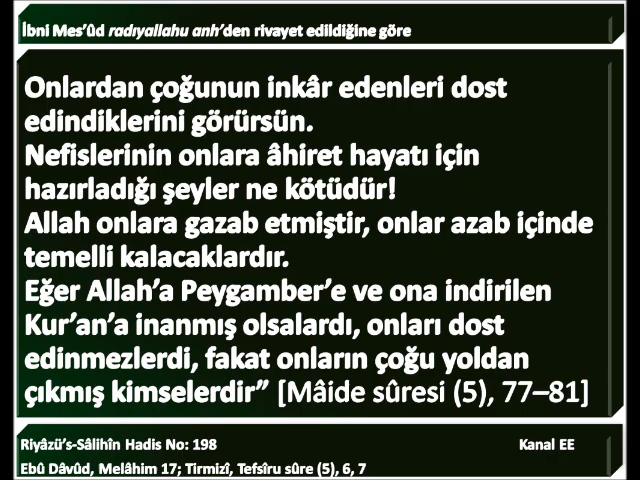 İbni Mes’ûd radıyallahu anh’den rivayet edildiğine göre
Onlardan çoğunun inkâr edenleri dost
edindiklerini görürsün.
Nefislerinin onlara âhiret hayatı için
hazırladığı şeyler ne kötüdür!
Allah onlara gazab etmiştir, onlar azab içinde
temelli kalacaklardır.
Eğer Allah’a Peygamber’e ve ona indirilen
Kur’an’a inanmış olsalardı, onları dost
edinmezlerdi, fakat onların çoğu yoldan
çıkmış kimselerdir” [Mâide sûresi (5), 77–81]
Riyâzü’s-Sâlihîn Hadis No: 198 Kanal EE
Ebû Dâvûd, Melâhim 17; Tirmizî, Tefsîru sûre (5), 6, 7